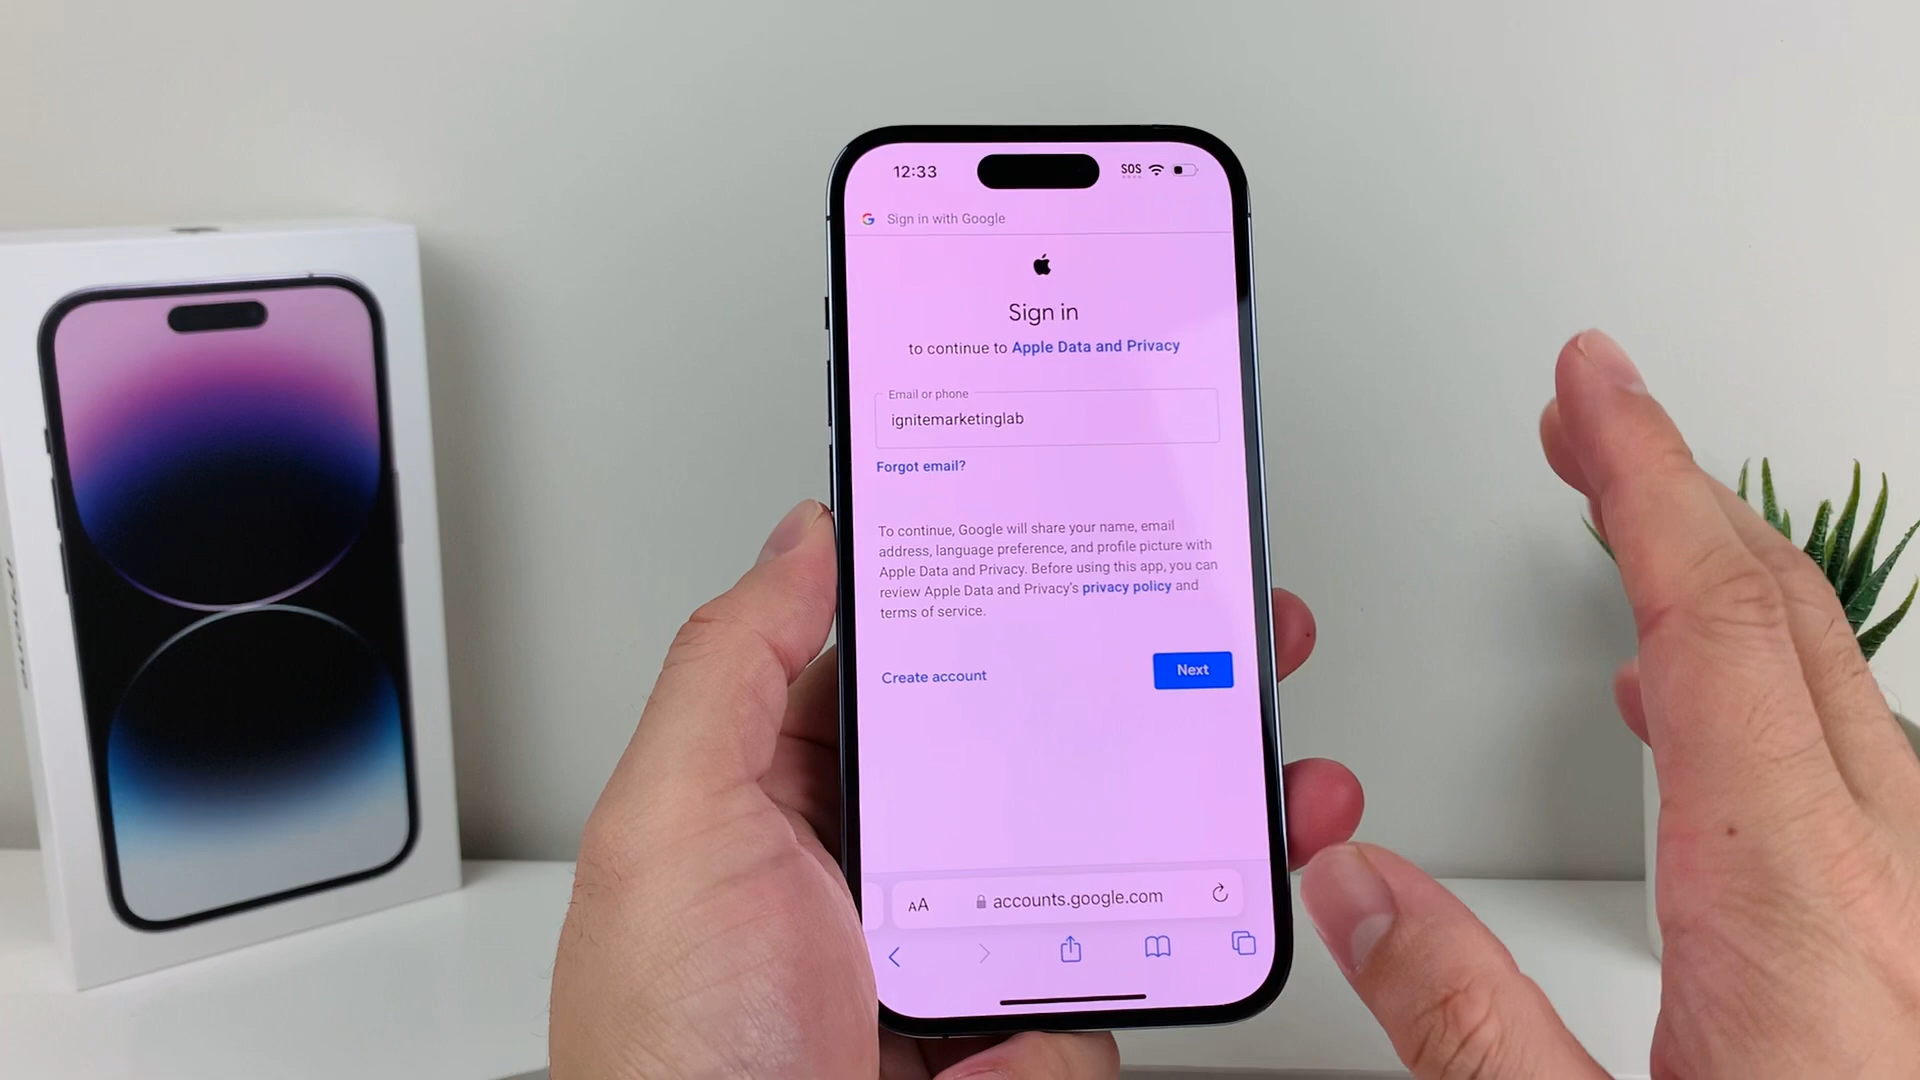 12:33
SOS
Sign in with Google
Sign in
to continue to Apple Data and Privacy
Email or phone
ignitemarketinglab
Forgot email?
To continue, Google will share your name, email
address, language preference, and profile picture with
Apple Data and Privacy. Before using this app, you can
review Apple Data and Privacy's privacy policy and
terms of service.
Create account
Next
AA
accounts.google.com
iPhone